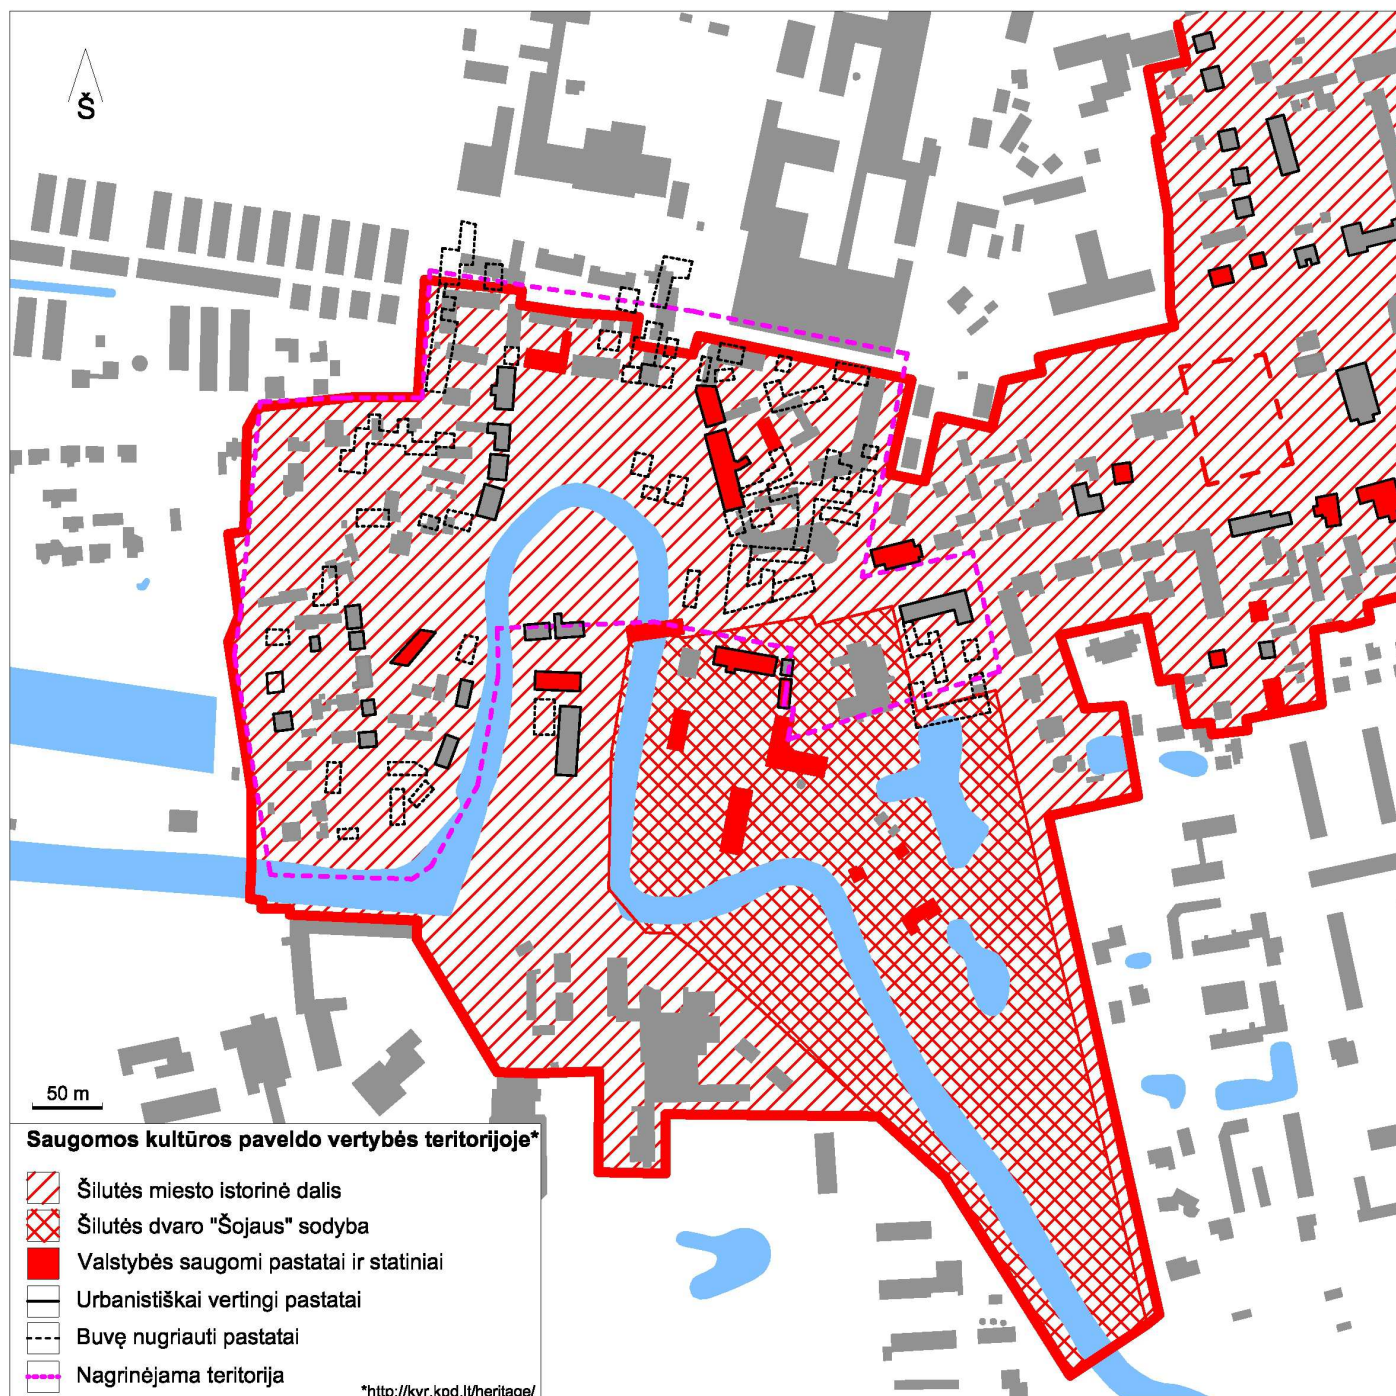 Š
50 m
Saugomos kultūros paveldo vertybės teritorijoje*
Šilutės miesto istorinė dalis
Šilutės dvaro "Šojaus" sodyba
Valstybės saugomi pastatai ir statiniai
Urbanistiškai vertingi pastatai
Buvę nugriauti pastatai
Nagrinėjama teritorija
*http://kvr.kpd.lt/heritage/